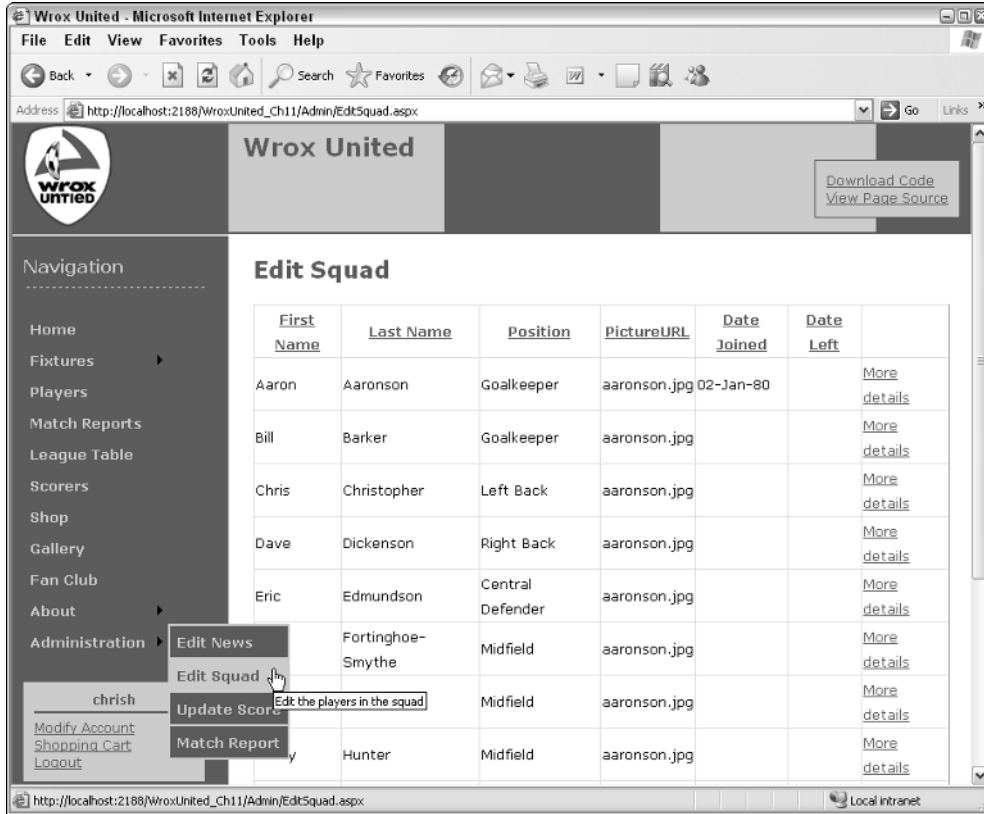 Wrox United - Microsoft Internet Explorer
File Edit View Favorites Tools Help
Back Search Favorites
Address http://localhost:2188/WroxUnited_Ch11/Admin/EditSquad.aspx Go Links »
WROX
UNTIED
Wrox United
Download Code
View Page Source
Navigation
Home
Fixtures
Players
Match Reports
League Table
Scorers
Shop
Gallery
Fan Club
About
Administration
Edit News
Edit Squad
Edit the players in the squad
Update Score
Match Report
chrish
Modify Account
Shopping Cart
Logout
Edit Squad
First Name Last Name Position PictureURL Date Joined Date Left
Aaron Aaronson Goalkeeper aaronson.jpg 02-Jan-80 More details
Bill Barker Goalkeeper aaronson.jpg More details
Chris Christopher Left Back aaronson.jpg More details
Dave Dickenson Right Back aaronson.jpg More details
Eric Edmundson Central Defender aaronson.jpg More details
Fortinghoe-Smythe Midfield aaronson.jpg More details
Midfield aaronson.jpg More details
y Hunter Midfield aaronson.jpg More details
http://localhost:2188/WroxUnited_Ch11/Admin/EditSquad.aspx Local intranet